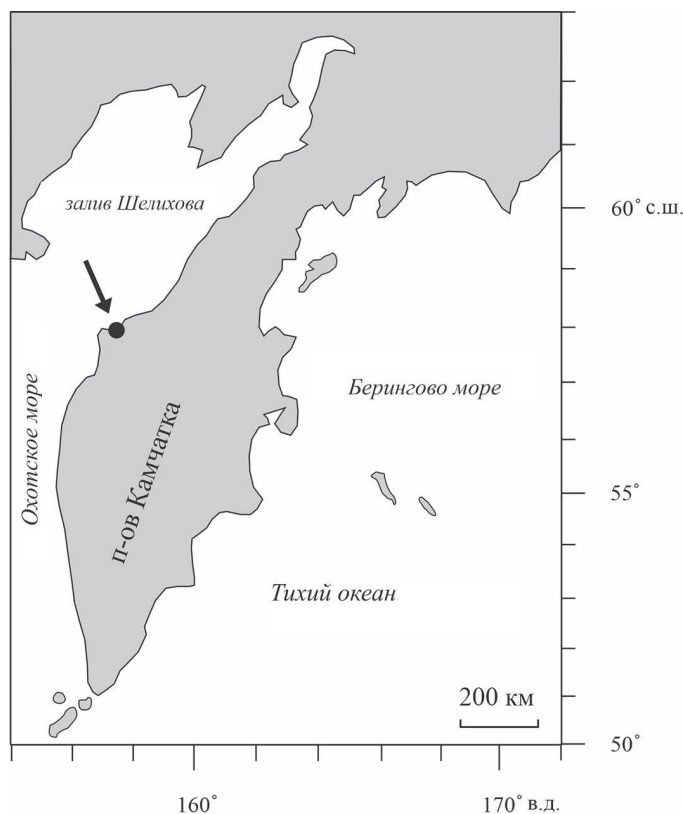 залив Шелихова
60° с.ш.
Охотское море
п-ов Камчатка
Берингово море
55°
Тихий океан
200 км
50°
160°
170° в.д.